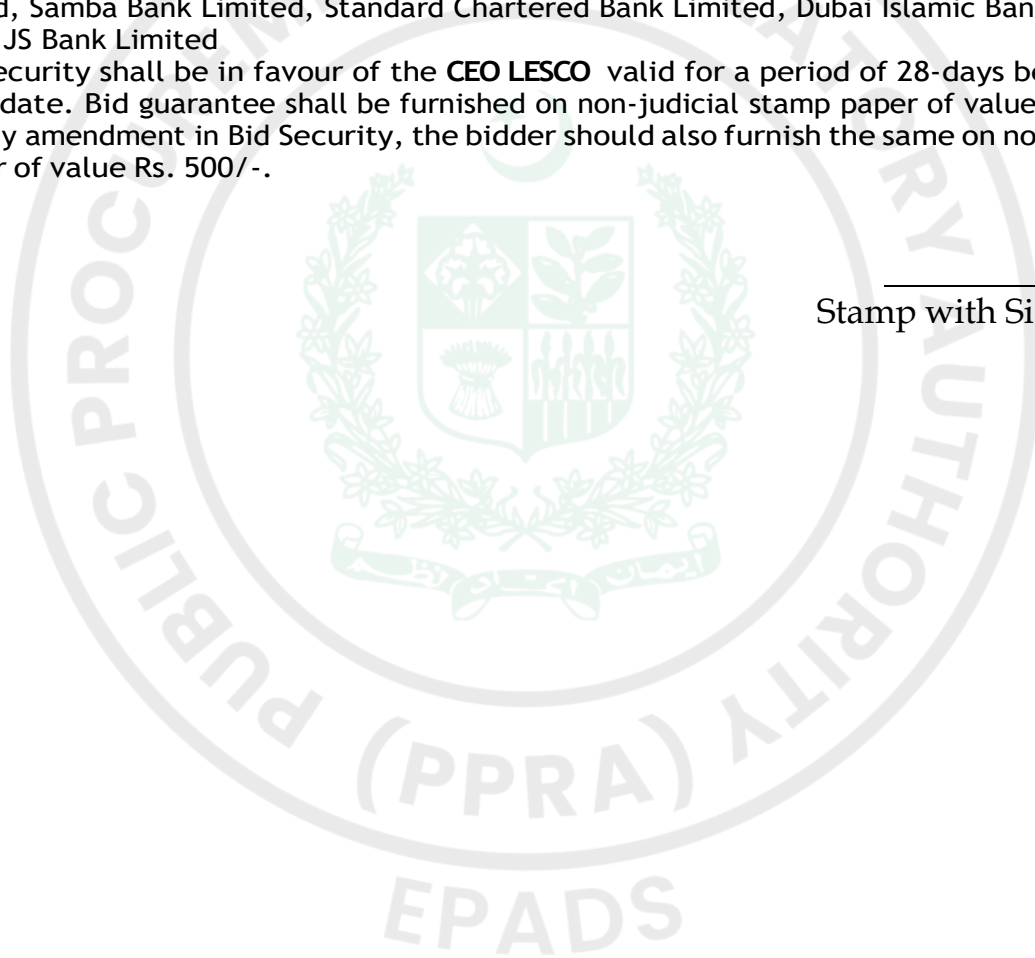 d, Samba Bank Limited, Standard Chartered Bank Limited, Dubai Islamic Ban
JS Bank Limited
ecurity shall be in favour of the CEO LESCO valid for a period of 28-days be
date. Bid guarantee shall be furnished on non-judicial stamp paper of value
y amendment in Bid Security, the bidder should also furnish the same on no
r of value Rs. 500/-.
Stamp with Si
PUBLIC PROCUREM ATORY AUTHORITY
(PPRA)
EPADS